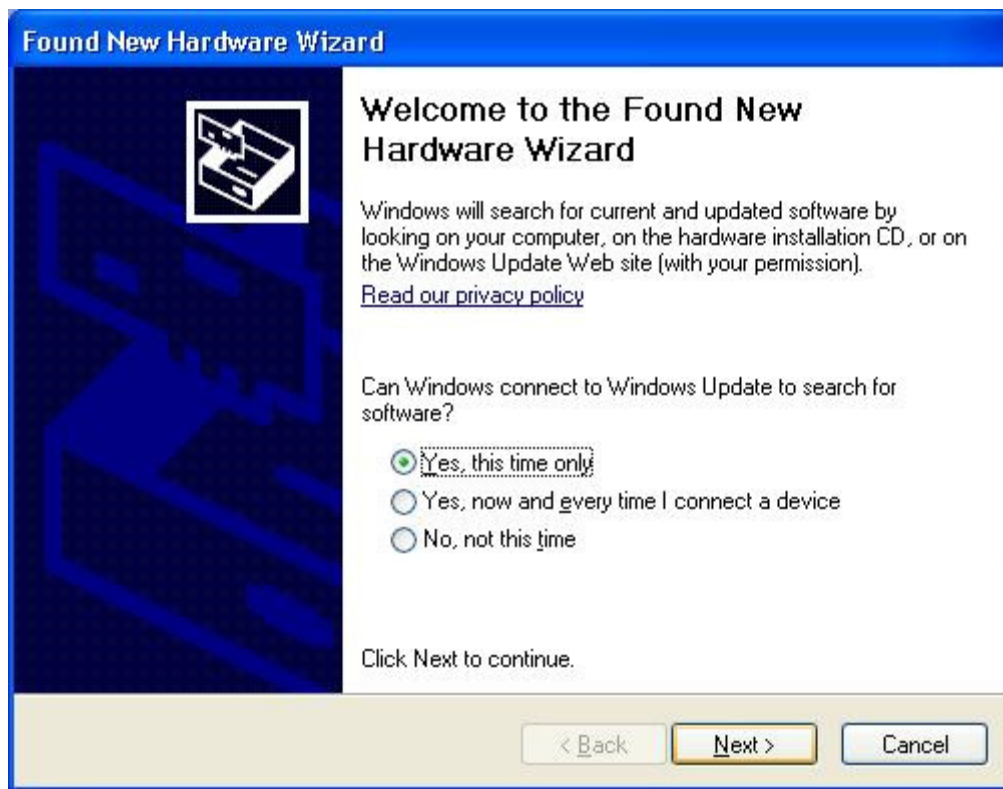 Found New Hardware Wizard
Welcome to the Found New
Hardware Wizard
Windows will search for current and updated software by
looking on your computer, on the hardware installation CD, or on
the Windows Update Web site (with your permission).
Read our privacy policy
Can Windows connect to Windows Update to search for
software?
Yes, this time only
Yes, now and every time I connect a device
No, not this time
Click Next to continue.
< Back
Next >
Cancel